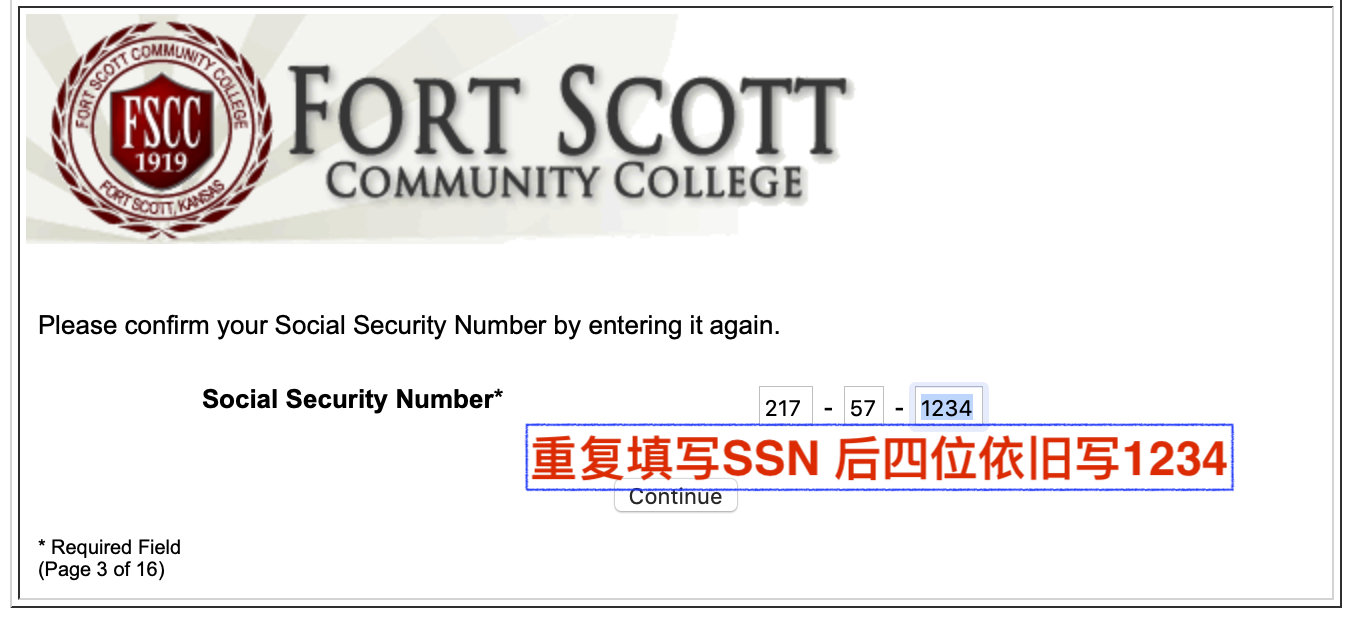 FORT SCOTT COMMUNITY COLLEGE
FSCC
1919
FORT SCOTT, KANSAS
FORT SCOTT
COMMUNITY COLLEGE
Please confirm your Social Security Number by entering it again.
Social Security Number* 217 - 57 - 1234
重复填写SSN 后四位依旧写1234
Continue
* Required Field
(Page 3 of 16)